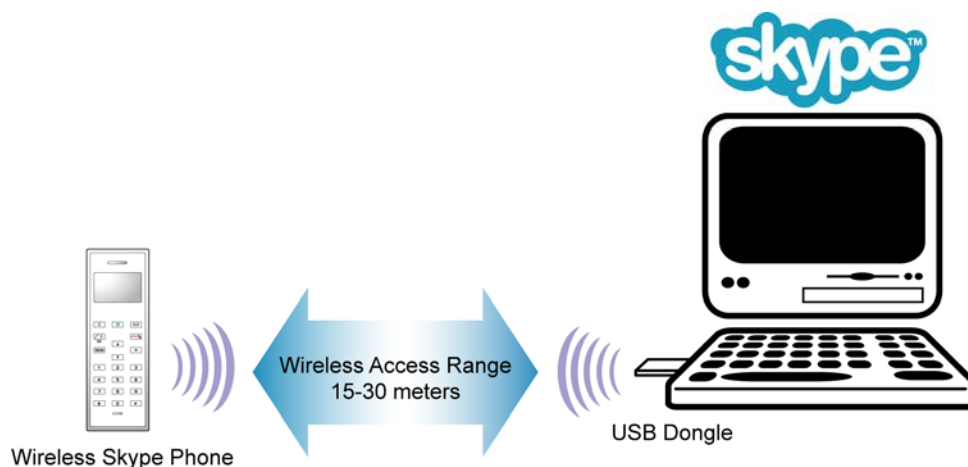 skype™
Wireless Access Range
15-30 meters
USB Dongle
Wireless Skype Phone